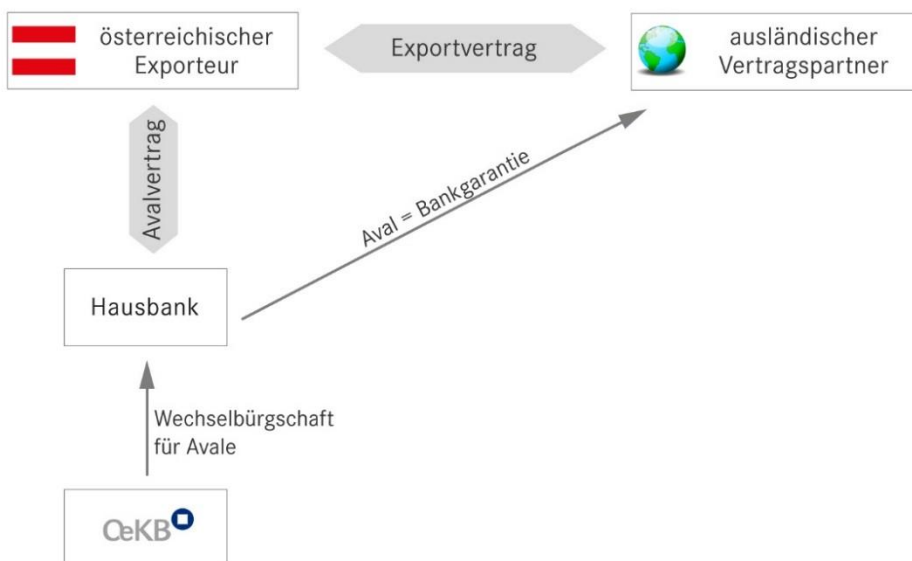 österreichischer
Exporteur
Exportvertrag
ausländischer
Vertragspartner
Avalvertrag
Aval = Bankgarantie
Hausbank
Wechselbürgschaft
für Avale
OeKB